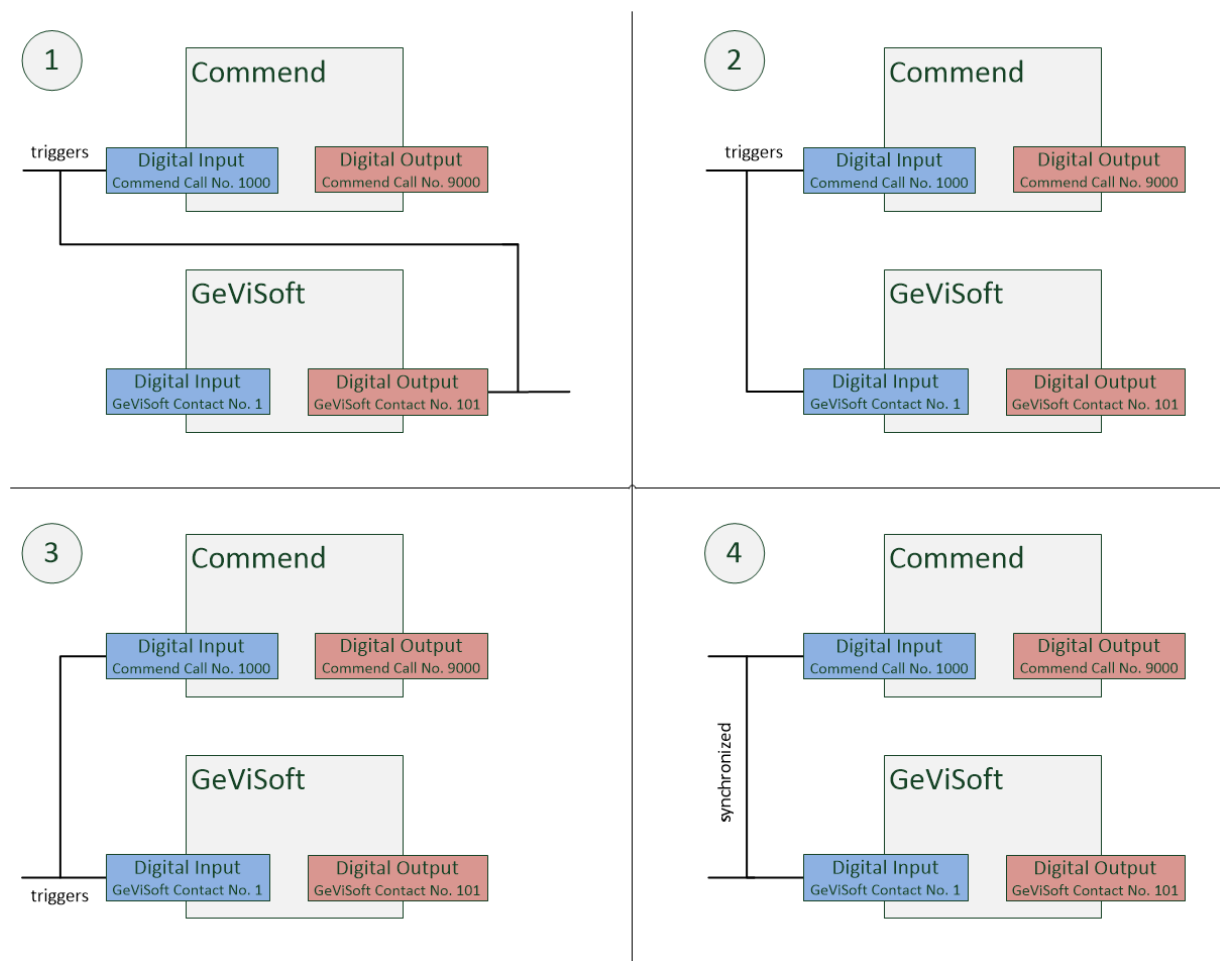 1
Commend
triggers
Digital Input
Commend Call No. 1000
Digital Output
Commend Call No. 9000
GeViSoft
Digital Input
GeViSoft Contact No. 1
Digital Output
GeViSoft Contact No. 101
2
Commend
triggers
Digital Input
Commend Call No. 1000
Digital Output
Commend Call No. 9000
GeViSoft
Digital Input
GeViSoft Contact No. 1
Digital Output
GeViSoft Contact No. 101
3
Commend
Digital Input
Commend Call No. 1000
Digital Output
Commend Call No. 9000
GeViSoft
Digital Input
GeViSoft Contact No. 1
Digital Output
GeViSoft Contact No. 101
triggers
4
Commend
Digital Input
Commend Call No. 1000
Digital Output
Commend Call No. 9000
synchronized
GeViSoft
Digital Input
GeViSoft Contact No. 1
Digital Output
GeViSoft Contact No. 101